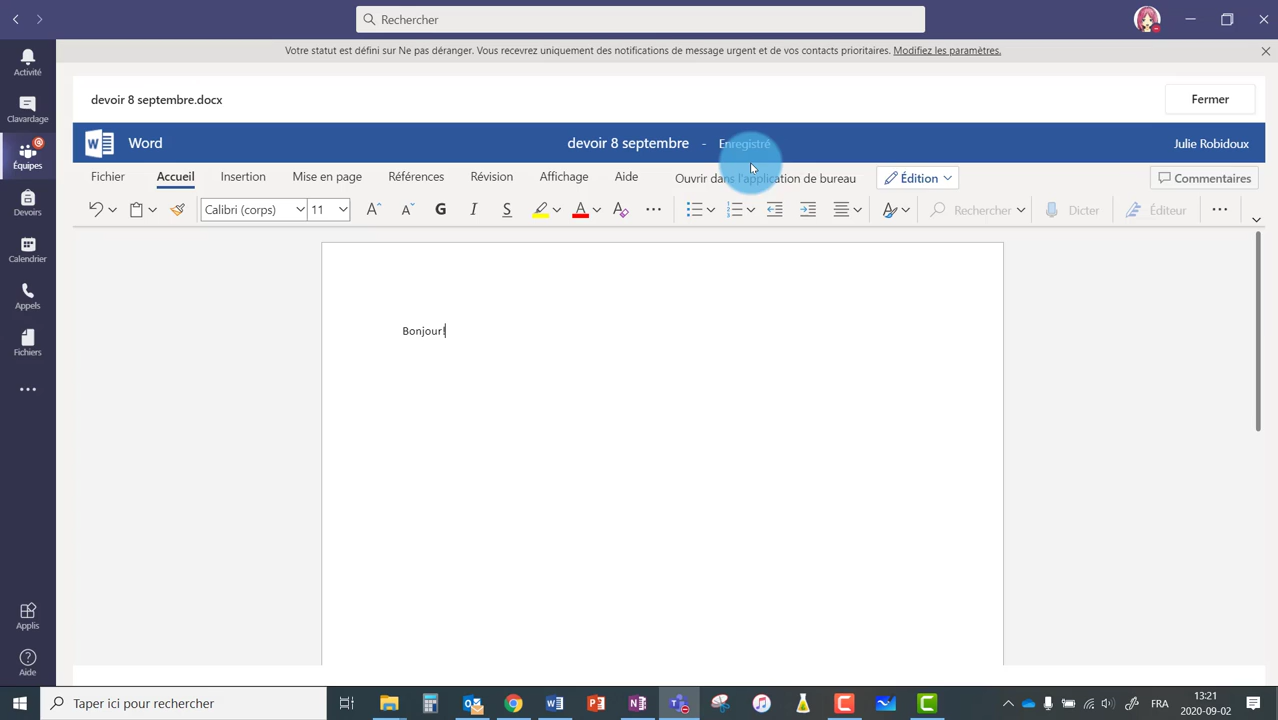 Rechercher
Votre statut est défini sur Ne pas déranger. Vous recevrez uniquement des notifications de message urgent et de vos contacts prioritaires. Modifiez les paramètres.
Activité
Clavardage
Équipes
Devoirs
Calendrier
Appels
Fichiers
Applis
Aide
devoir 8 septembre.docx
Fermer
Word
devoir 8 septembre - Enregistré
Julie Robidoux
Fichier Accueil Insertion Mise en page Références Révision Affichage Aide Ouvrir dans l'application de bureau Édition Commentaires
Calibri (corps) 11 A A G I S A A Rechercher Dicter Éditeur
Bonjour!
Taper ici pour rechercher
FRA
13:21
2020-09-02